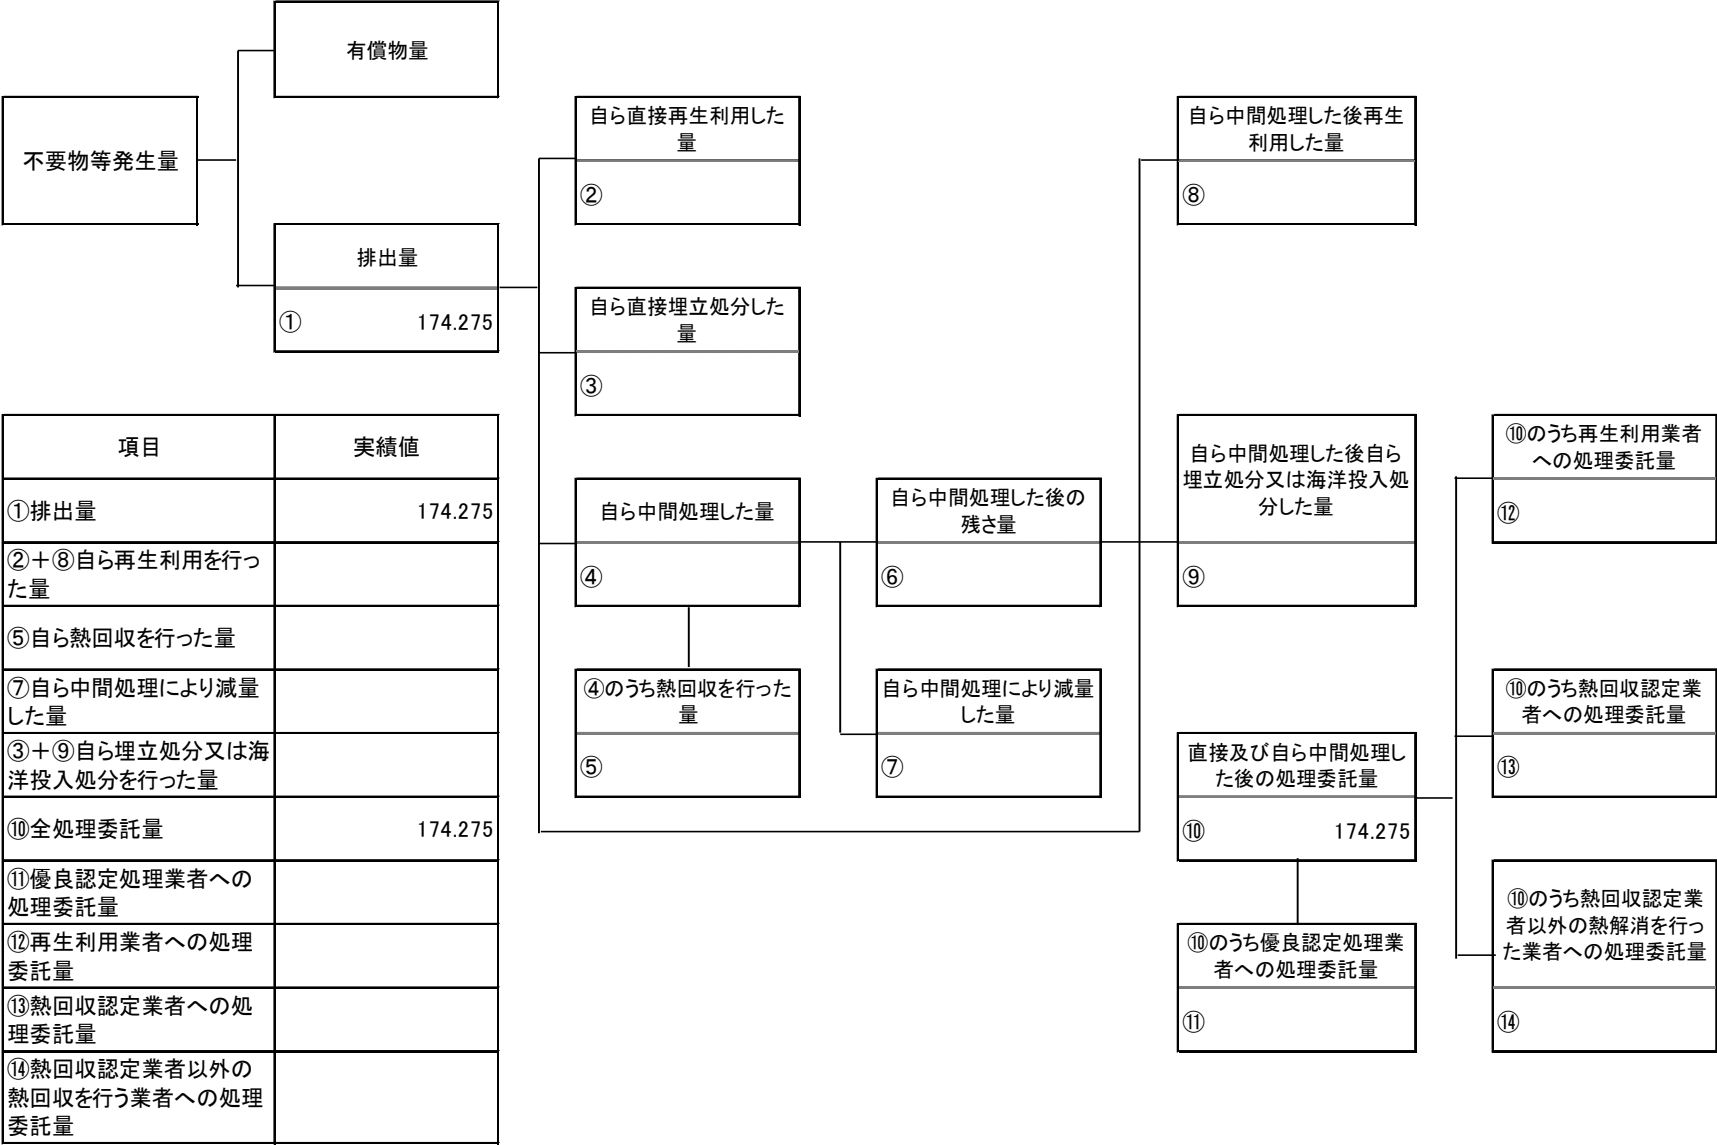 有償物量
不要物等発生量
排出量
① 174.275
自ら直接再生利用した
量
②
自ら直接埋立処分した
量
③
自ら中間処理した量
④
④のうち熱回収を行った
量
⑤
自ら中間処理した後の
残さ量
⑥
自ら中間処理により減量
した量
⑦
自ら中間処理した後再生
利用した量
⑧
自ら中間処理した後自ら
埋立処分又は海洋投入処
分した量
⑨
直接及び自ら中間処理し
た後の処理委託量
⑩ 174.275
⑩のうち優良認定処理業
者への処理委託量
⑪
⑩のうち再生利用業者
への処理委託量
⑫
⑩のうち熱回収認定業
者への処理委託量
⑬
⑩のうち熱回収認定業
者以外の熱解消を行っ
た業者への処理委託量
⑭
項目 実績値
①排出量 174.275
②＋⑧自ら再生利用を行っ
た量
⑤自ら熱回収を行った量
⑦自ら中間処理により減量
した量
③＋⑨自ら埋立処分又は海
洋投入処分を行った量
⑩全処理委託量 174.275
⑪優良認定処理業者への
処理委託量
⑫再生利用業者への処理
委託量
⑬熱回収認定業者への処
理委託量
⑭熱回収認定業者以外の
熱回収を行う業者への処理
委託量